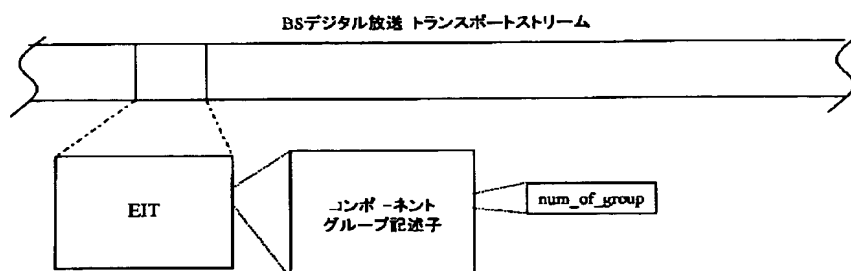 BSデジタル放送 トランスポートストリーム
EIT
コンポーネント
グループ記述子
num_of_group